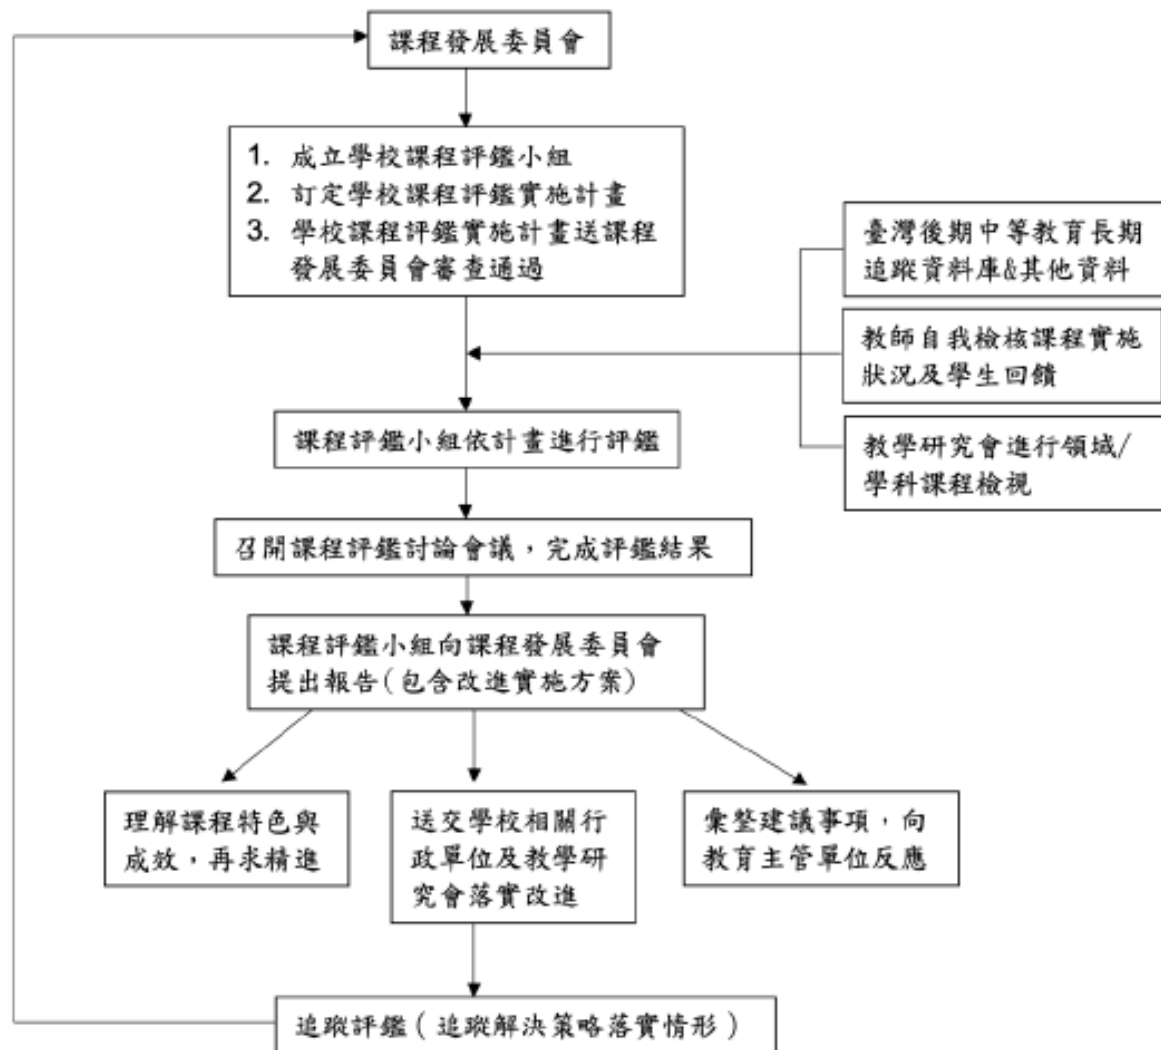 課程發展委員會
1. 成立學校課程評鑑小組
2. 訂定學校課程評鑑實施計畫
3. 學校課程評鑑實施計畫送課程
發展委員會審查通過
臺灣後期中等教育長期
追蹤資料庫&其他資料
教師自我檢核課程實施
狀況及學生回饋
教學研究會進行領域/
學科課程檢視
課程評鑑小組依計畫進行評鑑
召開課程評鑑討論會議，完成評鑑結果
課程評鑑小組向課程發展委員會
提出報告(包含改進實施方案)
理解課程特色與
成效，再求精進
送交學校相關行
政單位及教學研
究會落實改進
彙整建議事項，向
教育主管單位反應
追蹤評鑑（追蹤解決策略落實情形）